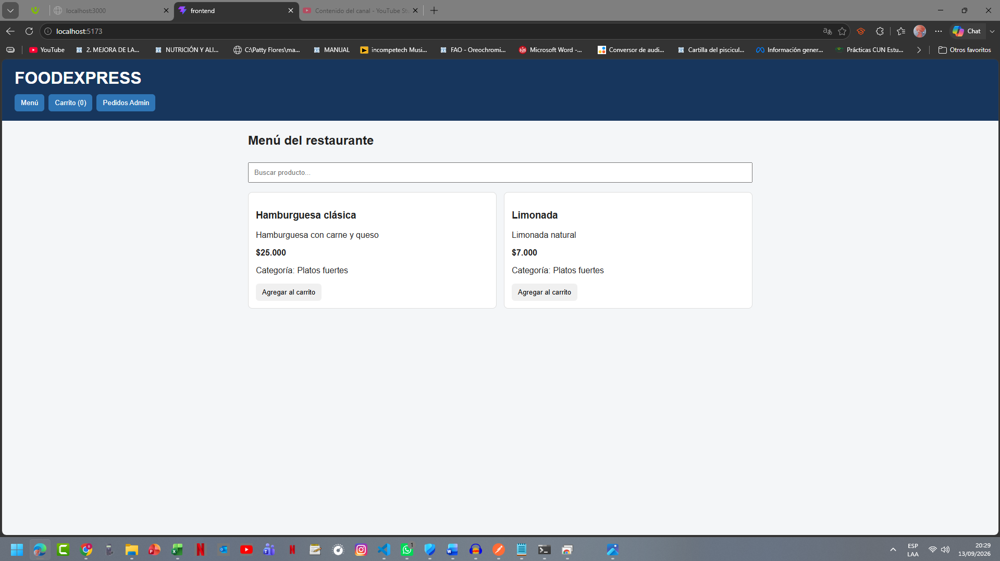 localhost:3000
frontend
Contenido del canal - YouTube Stu
localhost:5173
Chat
YouTube
2. MEJORA DE LA...
NUTRICIÓN Y ALI...
C:\Patty Flores\ma...
MANUAL
incompetech Musi...
FAO - Oreochromi...
Microsoft Word -...
Conversor de audi...
Cartilla del piscicul...
Información gener...
Prácticas CUN Estu...
Otros favoritos
FOODEXPRESS
Menú
Carrito (0)
Pedidos Admin
Menú del restaurante
Buscar producto...
Hamburguesa clásica
Hamburguesa con carne y queso
$25.000
Categoría: Platos fuertes
Agregar al carrito
Limonada
Limonada natural
$7.000
Categoría: Platos fuertes
Agregar al carrito
1
ESP
LAA
20:29
13/09/2026